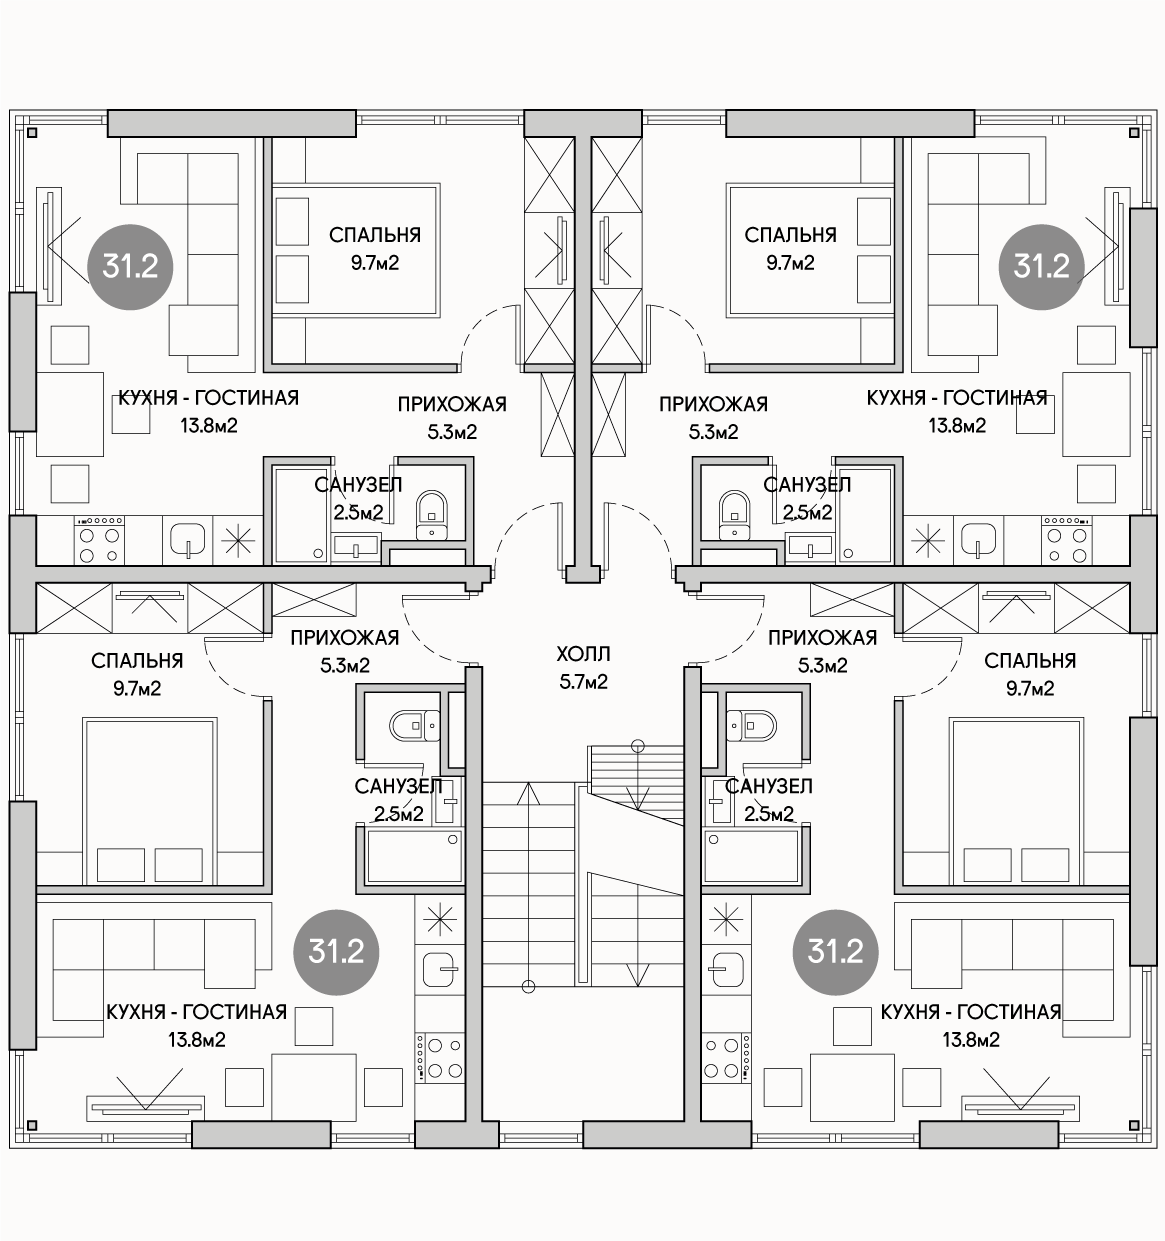 СПАЛЬНЯ
9.7м2
СПАЛЬНЯ
9.7м2
31.2
31.2
КУХНЯ - ГОСТИНАЯ
13.8м2
ПРИХОЖАЯ
5.3м2
ПРИХОЖАЯ
5.3м2
КУХНЯ - ГОСТИНАЯ
13.8м2
САНУЗЕЛ
2.5м2
САНУЗЕЛ
2.5м2
СПАЛЬНЯ
9.7м2
ПРИХОЖАЯ
5.3м2
ХОЛЛ
5.7м2
ПРИХОЖАЯ
5.3м2
СПАЛЬНЯ
9.7м2
САНУЗЕЛ
2.5м2
САНУЗЕЛ
2.5м2
31.2
31.2
КУХНЯ - ГОСТИНАЯ
13.8м2
КУХНЯ - ГОСТИНАЯ
13.8м2